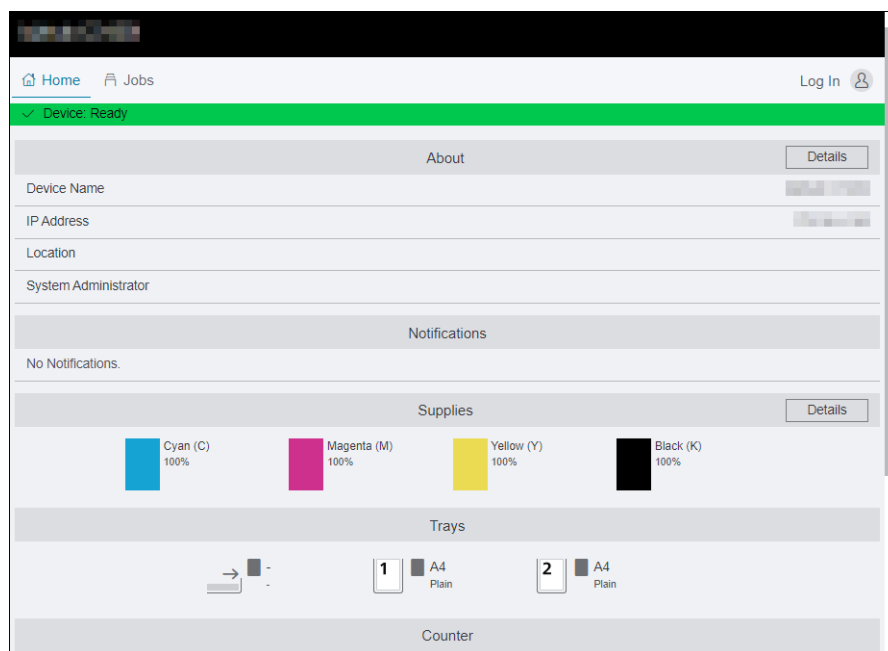 Home Jobs Log In
Device: Ready
About Details
Device Name
IP Address
Location
System Administrator
Notifications
No Notifications.
Supplies Details
Cyan (C) Magenta (M) Yellow (Y) Black (K)
100% 100% 100% 100%
Trays
- 1 A4 2 A4
- Plain Plain
Counter